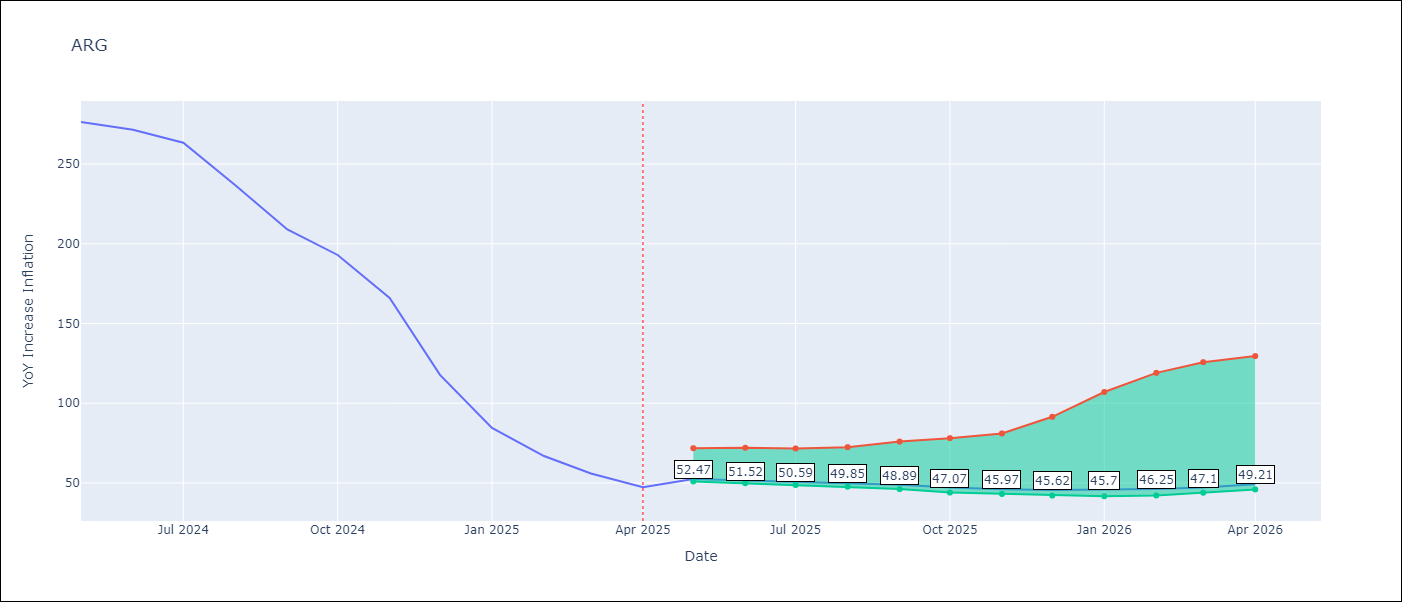 ARG
YoY Increase Inflation
250
200
150
100
50
52.47 51.52 50.59 49.85 48.89 47.07 45.97 45.62 45.7 46.25 47.1 49.21
Jul 2024 Oct 2024 Jan 2025 Apr 2025 Jul 2025 Oct 2025 Jan 2026 Apr 2026
Date